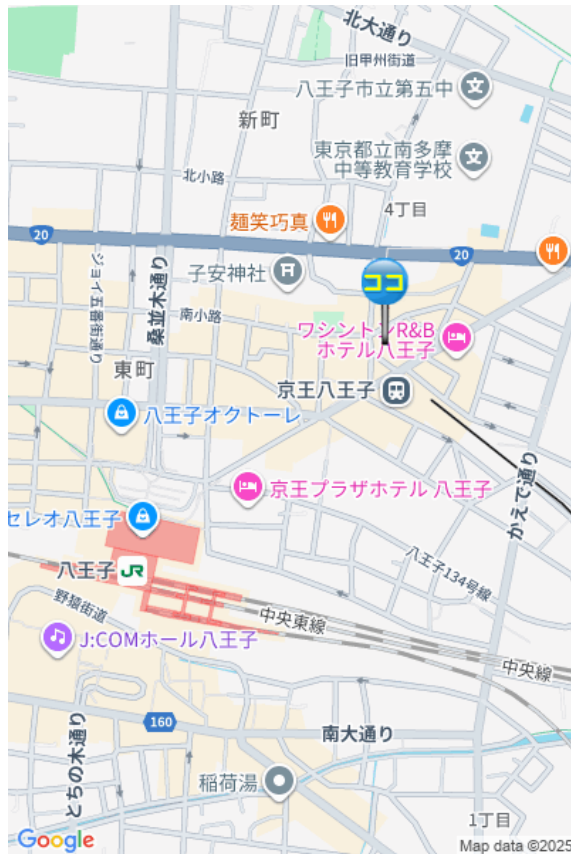 北大通り
旧甲州街道
八王子市立第五中
新町
東京都立南多摩
中等教育学校
北小路
4丁目
麺笑巧真
20
20
子安神社
ココ
ジョイ五番街通り
桑並木通り
南小路
ワシントンR&B
ホテル八王子
東町
京王八王子
八王子オクトーレ
かえで通り
京王プラザホテル 八王子
セレオ八王子
八王子134号線
八王子
JR
野猿街道
中央東線
J:COMホール八王子
中央線
とちの木通り
160
南大通り
稲荷湯
1丁目
Google
Map data ©2025